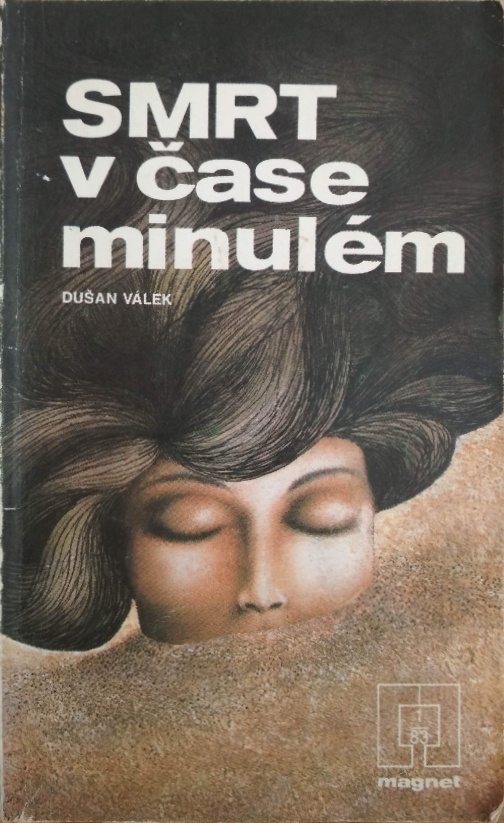 SMRT
v čase
minulém
DUŠAN VÁLEK
1
83
magnet